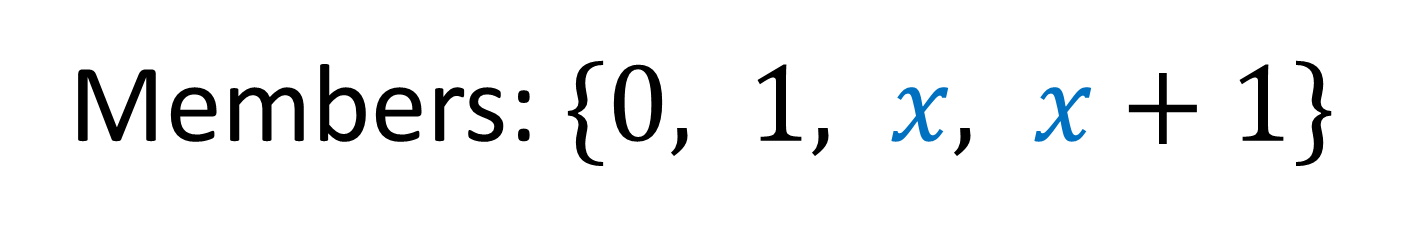 Members: {0, 1, x, x + 1}